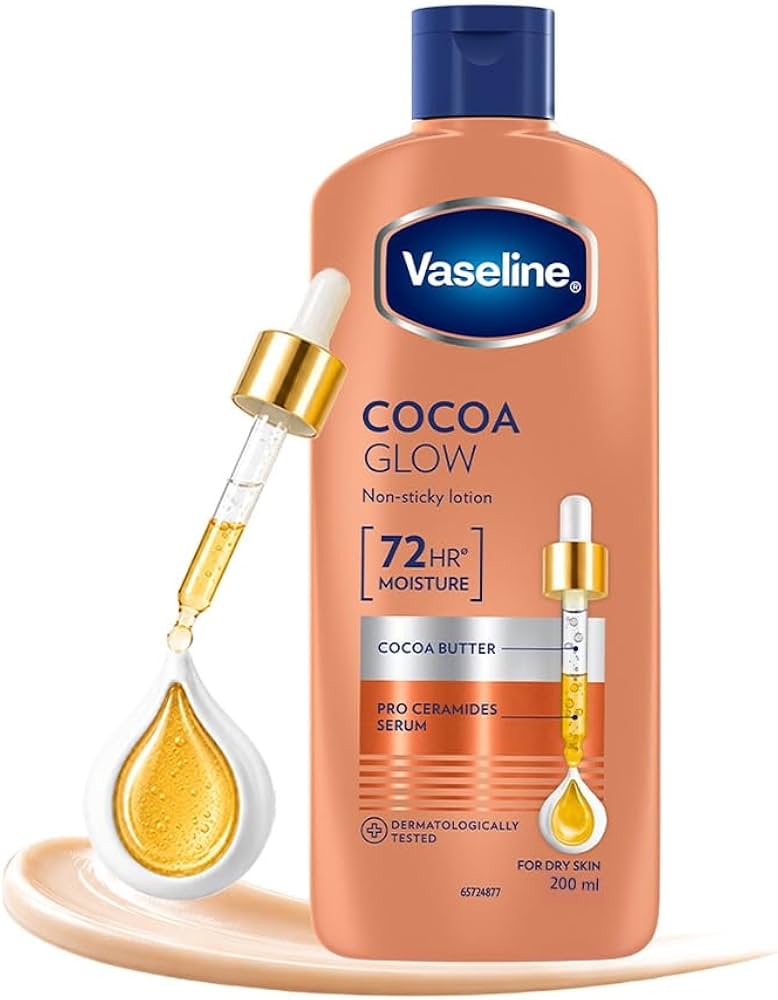 Vaseline®
COCOA
GLOW
Non-sticky lotion
72HRø
MOISTURE
COCOA BUTTER
PRO CERAMIDES
SERUM
DERMATOLOGICALLY
TESTED
FOR DRY SKIN
200 ml
65724877